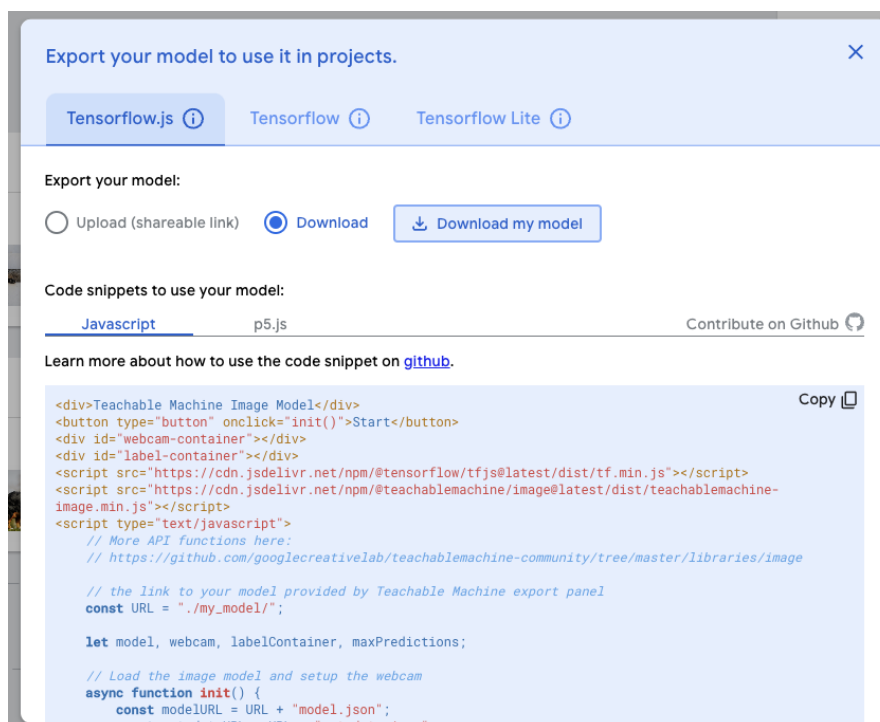 Export your model to use it in projects.
Tensorflow.js Tensorflow Tensorflow Lite
Export your model:
Upload (shareable link) Download Download my model
Code snippets to use your model:
Javascript p5.js Contribute on Github
Learn more about how to use the code snippet on github.
Copy
<div>Teachable Machine Image Model</div>
<button type="button" onclick="init()">Start</button>
<div id="webcam-container"></div>
<div id="label-container"></div>
<script src="https://cdn.jsdelivr.net/npm/@tensorflow/tfjs@latest/dist/tf.min.js"></script>
<script src="https://cdn.jsdelivr.net/npm/@teachablemachine/image@latest/dist/teachablemachine-
image.min.js"></script>
<script type="text/javascript">
// More API functions here:
// https://github.com/googlecreativelab/teachablemachine-community/tree/master/libraries/image
// the link to your model provided by Teachable Machine export panel
const URL = "./my_model/";
let model, webcam, labelContainer, maxPredictions;
// Load the image model and setup the webcam
async function init() {
const modelURL = URL + "model.json";